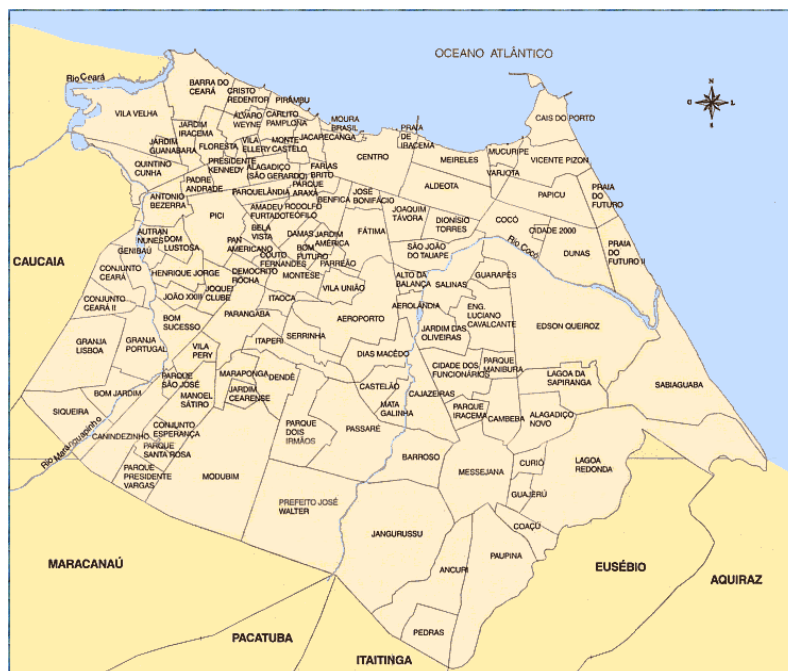 OCEANO ATLÂNTICO
Rio Ceará
N
O
L
S
BARRA DO
CEARÁ
CRISTO
REDENTOR
PIRAMBU
VILA VELHA
JARDIM
IRACEMA
ÁLVARO
WEYNE
CARLITO
PAMPLONA
MOURA
BRASIL
JACARECANGA
PRAIA
DE
IRACEMA
CAIS DO PORTO
JARDIM
GUANABARA
FLORESTA
VILA
ELLERY
MONTE
CASTELO
CENTRO
MEIRELES
MUCURIPE
VARJOTA
VICENTE PIZON
QUINTINO
CUNHA
PRESIDENTE
KENNEDY
ALAGADIÇO
(SÃO GERARDO)
FARIAS
BRITO
PADRE
ANDRADE
PARQUELÂNDIA
PARQUE
ARAXÁ
ALDEOTA
PAPICU
PRAIA
DO
FUTURO
ANTONIO
BEZERRA
PICI
AMADEU
FURTADO
RODOLFO
TEÓFILO
BENFICA
JOSÉ
BONIFÁCIO
JOAQUIM
TÁVORA
DIONÍSIO
TORRES
COCÓ
CIDADE 2000
AUTRAN
NUNES
DOM
LUSTOSA
BELA
VISTA
PAN
AMERICANO
DAMAS
JARDIM
AMÉRICA
FÁTIMA
SÃO JOÃO
DO TAUAPE
Rio Cocó
DUNAS
PRAIA
DO
FUTURO II
GENIBAÚ
COUTO
FERNANDES
BOM
FUTURO
PARREÃO
CAUCAIA
CONJUNTO
CEARÁ
HENRIQUE JORGE
DEMÓCRITO
ROCHA
MONTESE
VILA UNIÃO
ALTO DA
BALANÇA
SALINAS
GUARAPÉS
CONJUNTO
CEARÁ II
JOÃO XXIII
JOQUEI
CLUBE
ITAOCA
AEROLÂNDIA
ENG.
LUCIANO
CAVALCANTE
BOM
SUCESSO
PARANGABA
AEROPORTO
EDSON QUEIROZ
GRANJA
LISBOA
GRANJA
PORTUGAL
VILA
PERY
ITAPERI
SERRINHA
JARDIM DAS
OLIVEIRAS
DIAS MACÊDO
PARQUE
SÃO JOSÉ
MARAPONGA
DENDÊ
CIDADE DOS
FUNCIONÁRIOS
PARQUE
MANIBURA
LAGOA DA
SAPIRANGA
SABIAGUABA
BOM JARDIM
MANOEL
SÁTIRO
JARDIM
CEARENSE
CASTELÃO
CAJAZEIRAS
SIQUEIRA
MATA
GALINHA
PARQUE
IRACEMA
CAMBEBA
ALAGADIÇO
NOVO
CANINDEZINHO
CONJUNTO
ESPERANÇA
PARQUE
DOIS
IRMÃOS
PASSARÉ
Rio Maranguapinho
PARQUE
SANTA ROSA
BARROSO
MESSEJANA
CURIÓ
LAGOA
REDONDA
PARQUE
PRESIDENTE
VARGAS
MODUBIM
GUAJERÚ
PREFEITO JOSÉ
WALTER
COAÇÚ
JANGURUSSU
PAUPINA
MARACANAÚ
ANCURI
EUSÉBIO
AQUIRAZ
PEDRAS
PACATUBA
ITAITINGA